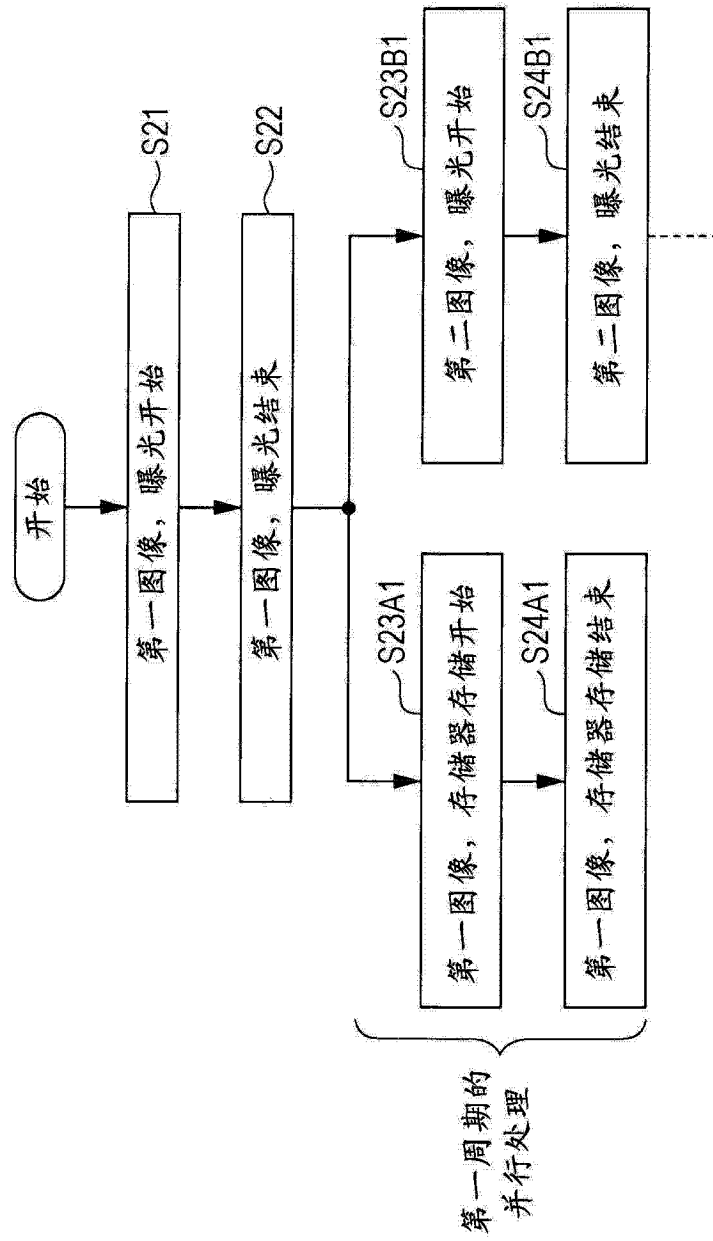 开始
第一图像，曝光开始
S21
第一图像，曝光结束
S22
第一周期的
并行处理
第一图像，存储器存储开始
S23A1
第二图像，曝光开始
S23B1
第一图像，存储器存储结束
S24A1
第二图像，曝光结束
S24B1